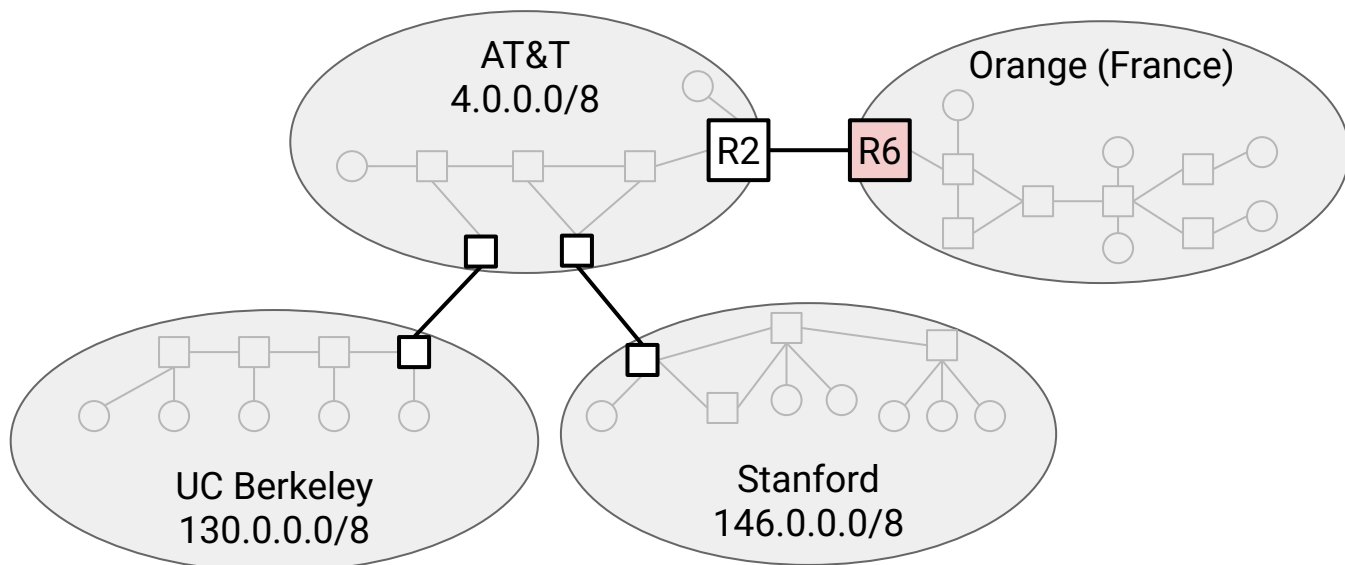 AT&T
4.0.0.0/8
Orange (France)
R2
R6
UC Berkeley
130.0.0.0/8
Stanford
146.0.0.0/8